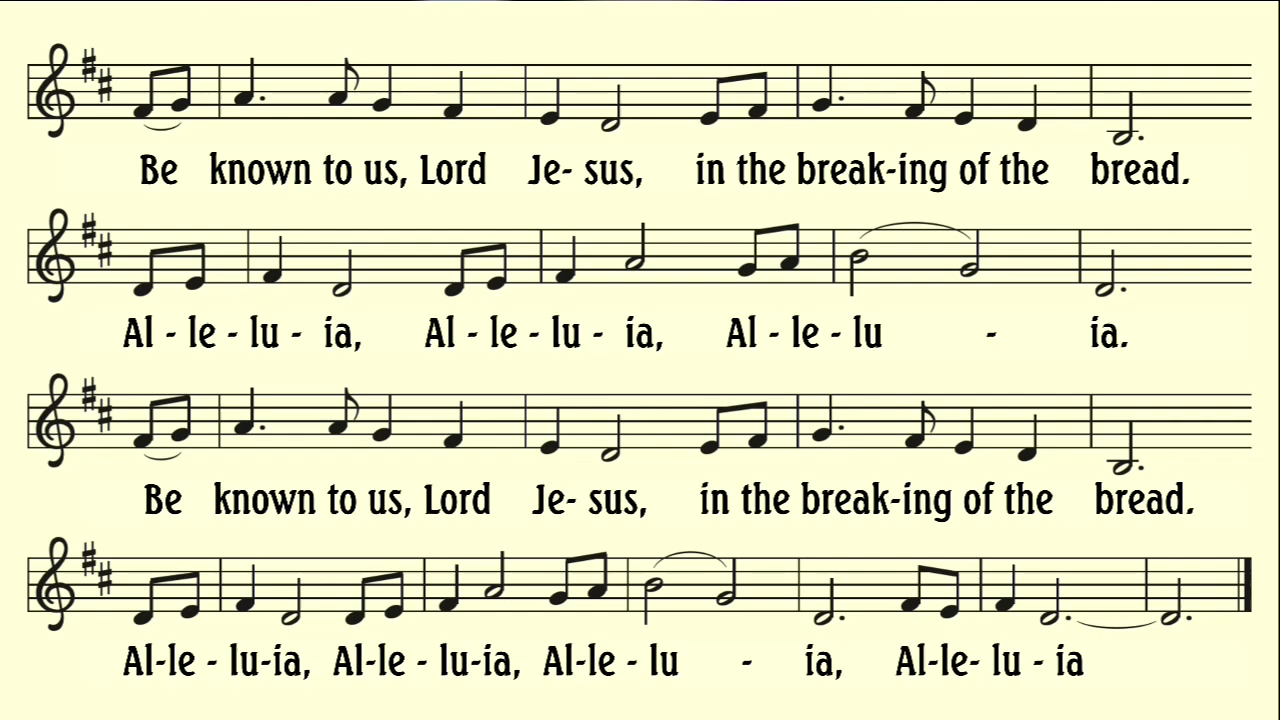 Be known to us, Lord Je- sus, in the break-ing of the bread.
Al - le - lu - ia, Al - le - lu - ia, Al - le - lu - ia.
Be known to us, Lord Je- sus, in the break-ing of the bread.
Al-le - lu-ia, Al-le - lu-ia, Al-le - lu - ia, Al-le- lu - ia